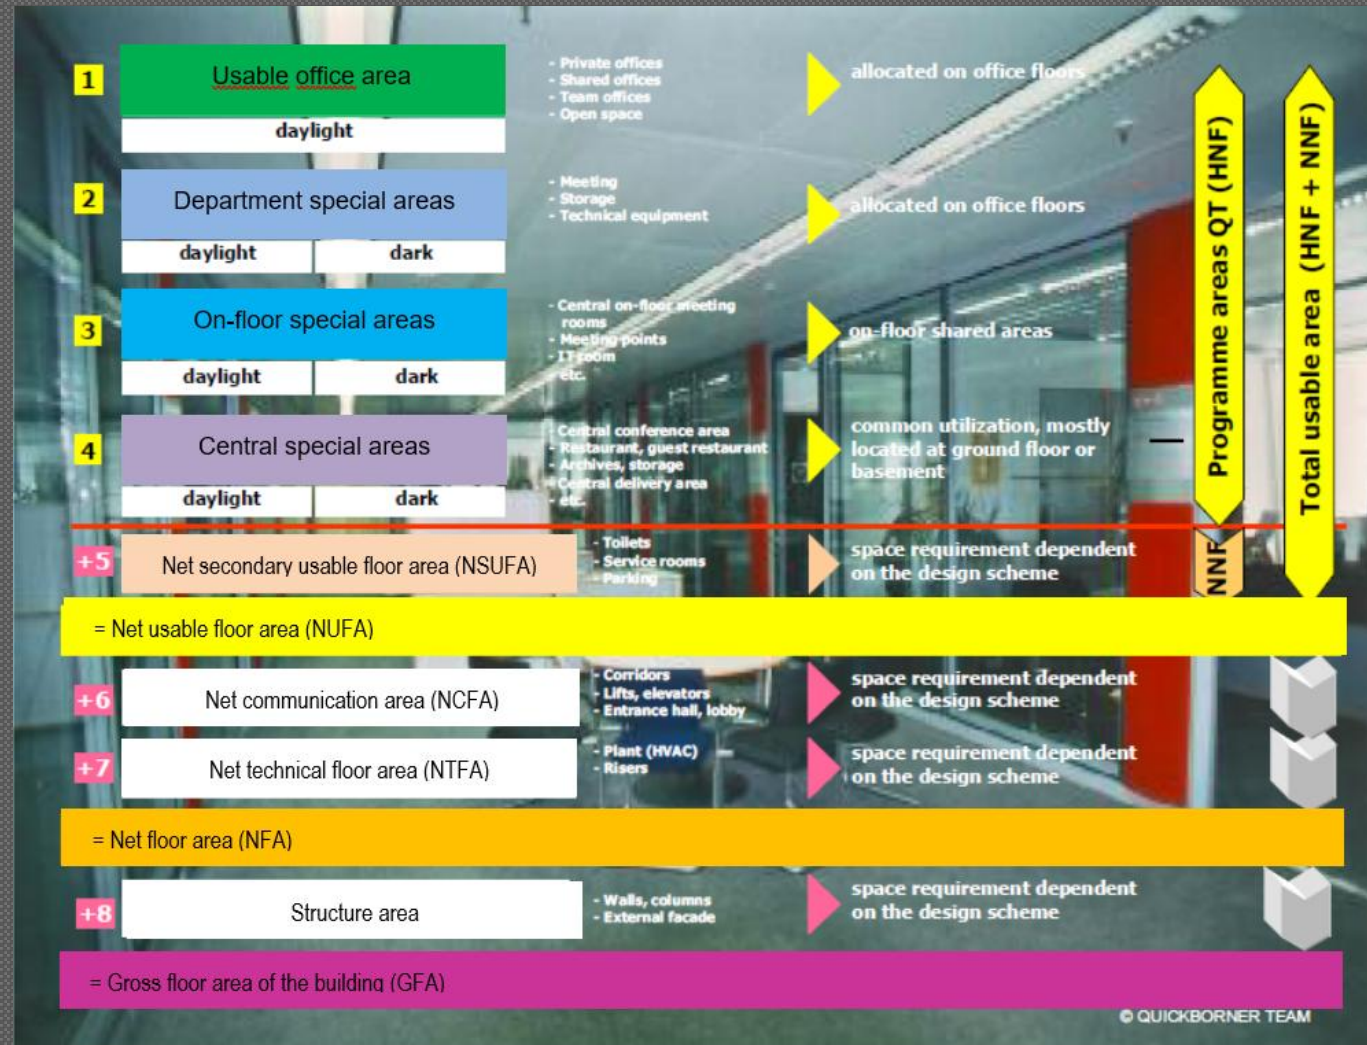 1
Usable office area
daylight
- Private offices
- Shared offices
- Team offices
- Open space
allocated on office floors
2
Department special areas
daylight
dark
- Meeting
- Storage
- Technical equipment
allocated on office floors
3
On-floor special areas
daylight
dark
- Central on-floor meeting
rooms
- Meeting points
- IT room
- etc.
on-floor shared areas
4
Central special areas
daylight
dark
- Central conference area
- Restaurant, guest restaurant
- Archives, storage
- Central delivery area
- etc.
common utilization, mostly
located at ground floor or
basement
Programme areas QT (HNF)
Total usable area (HNF + NNF)
+5
Net secondary usable floor area (NSUFA)
- Toilets
- Service rooms
- Parking
space requirement dependent
on the design scheme
NNF
= Net usable floor area (NUFA)
+6
Net communication area (NCFA)
- Corridors
- Lifts, elevators
- Entrance hall, lobby
space requirement dependent
on the design scheme
+7
Net technical floor area (NTFA)
- Plant (HVAC)
- Risers
space requirement dependent
on the design scheme
= Net floor area (NFA)
+8
Structure area
- Walls, columns
- External facade
space requirement dependent
on the design scheme
= Gross floor area of the building (GFA)
© QUICKBORNER TEAM